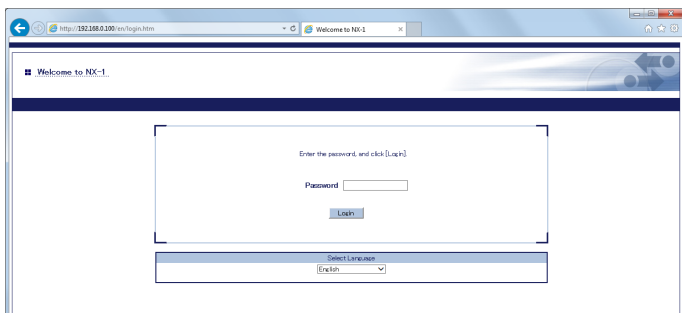 http://192.168.0.100/en/login.htm
Welcome to NX-1
Welcome to NX-1
Enter the password, and click [Login].
Password
Login
Select Language
English